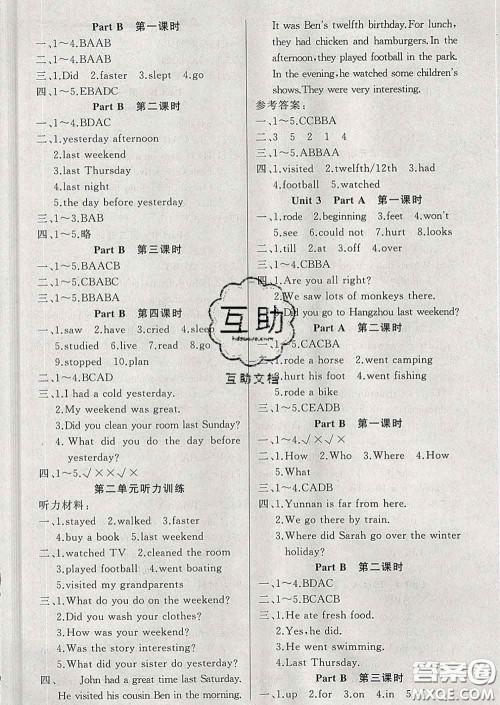 Part B 第一课时
一、1~4.BAAB
二、1~4.BAAB
三、1.Did 2.faster 3.slept 4.go
四、1~5.EBADC
Part B 第二课时
一、1~4.BDAC
二、1.yesterday afternoon
2.last weekend
3.last Thursday
4.last night
5.the day before yesterday
三、1~3.BAB
四、1~5.略
Part B 第三课时
一、1~5.BAACB
二、1~5.CBABC
三、1~5.BBABA
Part B 第四课时
一、1.saw 2.have 3.cried 4.sleep
5.studied 6.live 7.go 8.read
9.stopped 10.plan
二、1~4.BCAD
三、1.I had a cold yesterday.
2.My weekend was great.
3.Did you clean your room last Sunday?
4.What did you do the day before
yesterday?
四、1~5.√××√×
第二单元听力训练
听力材料:
一、1.stayed 2.walked 3.faster
4.buy a book 5.last weekend
二、1.watched TV 2.cleaned the room
3.played football 4.went boating
5.visited my grandparents
三、1.What do you do on the weekend?
2.Did you wash your clothes?
3.How was your weekend?
4.Was the story interesting?
5.What did your sister do yesterday?
四、 John had a great time last Saturday.
He visited his cousin Ben in the morning.
It was Ben's twelfth birthday. For lunch,
they had chicken and hamburgers. In the
afternoon, they played football in the park.
In the evening, he watched some children's
shows. They were very interesting.
参考答案:
一、1~5.CCBBA
二、3 5 2 1 4
三、1~5.ABBAA
四、1.visited 2.twelfth/12th 3.had
4.football 5.watched
Unit 3 Part A 第一课时
一、1.rode 2.beginning 3.feet 4.won't
5.see 6.could not 7.hurt 8.looks
二、1.till 2.at 3.of 4.off 5.over
三、1~4.CBBA
四、1.Are you all right?
2.We saw lots of monkeys there.
3.Did you go to Hangzhou last weekend?
Part A 第二课时
一、1~5.CACBA
二、1.rode a horse 2.went camping
3.hurt his foot 4.went fishing
5.rode a bike
三、1~5.CEADB
Part B 第一课时
一、1.How 2.Who 3.Where 4.How
5.What
二、1~4.CADB
三、1.Yunnan is far from here.
2.We go there by train.
3.Where did Sarah go over the winter
holiday?
Part B 第二课时
一、1~4.BDAC
二、1~5.BCACB
三、1.He ate fresh food.
2.Yes, he did.
3.He went swimming.
4.Last Thursday.
Part B 第三课时
一、1.up 2.for 3.on 4.in 5.
互助
互助文档
答案圈
MXQE.COM